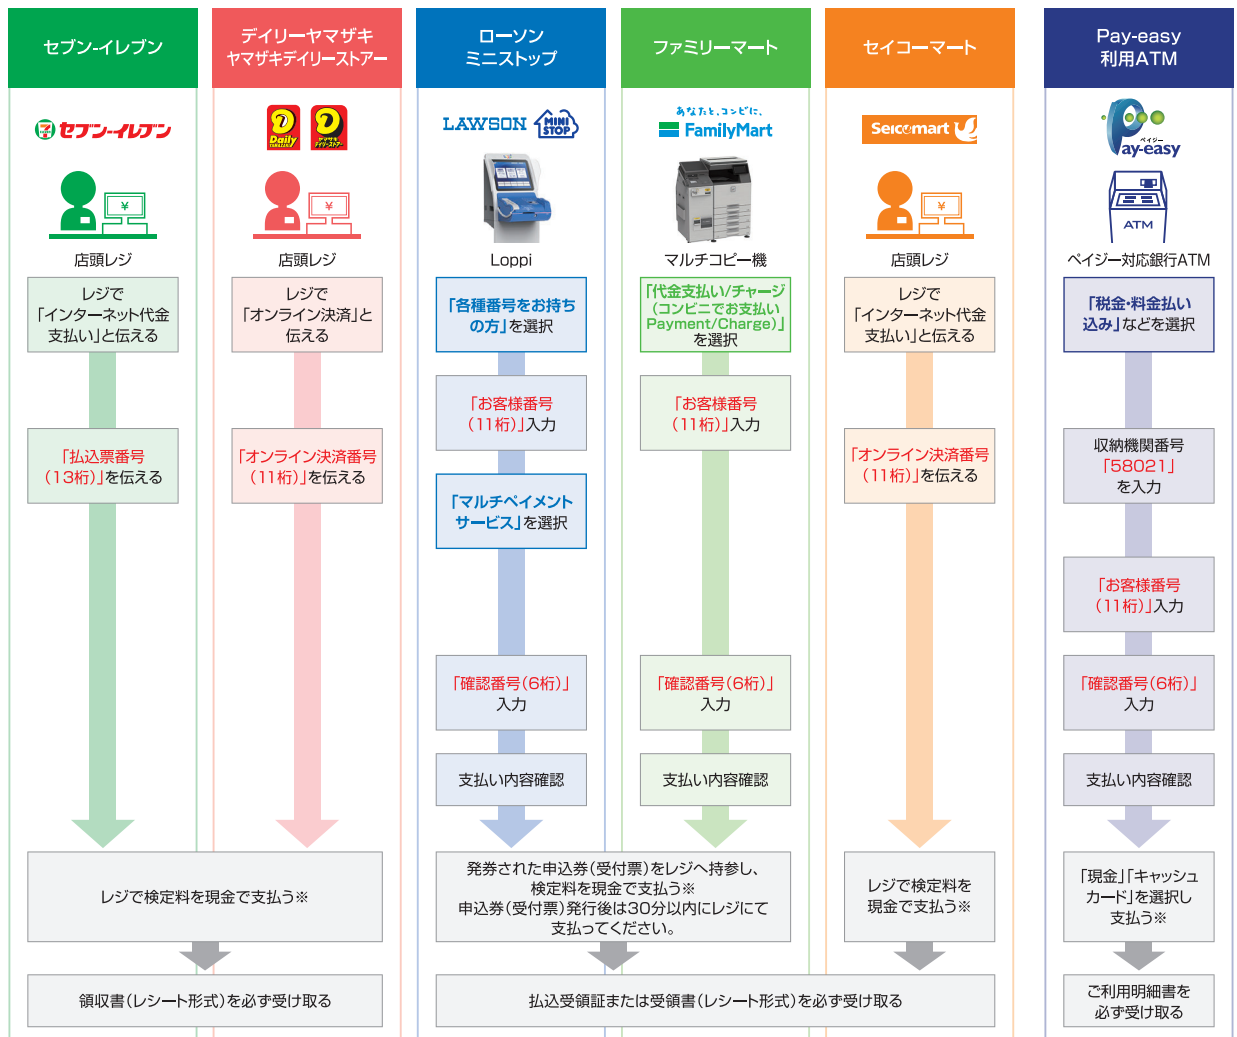 セブン-イレブン
セブン-イレブン
¥
店頭レジ
レジで
「インターネット代金
支払い」と伝える
「払込票番号
(13桁)」を伝える
デイリーヤマザキ
ヤマザキデイリーストアー
Daily
YAMAZAKI
ヤマザキ
デイリーストアー
¥
店頭レジ
レジで
「オンライン決済」と
伝える
「オンライン決済番号
(11桁)」を伝える
レジで検定料を現金で支払う※
領収書(レシート形式)を必ず受け取る
ローソン
ミニストップ
LAWSON
MINI
STOP
Loppi
「各種番号をお持ち
の方」を選択
「お客様番号
(11桁)」入力
「マルチペイメント
サービス」を選択
「確認番号(6桁)」
入力
支払い内容確認
ファミリーマート
あなたと、コンビに、
FamilyMart
マルチコピー機
「代金支払い/チャージ
(コンビニでお支払い
Payment/Charge)」
を選択
「お客様番号
(11桁)」入力
「確認番号(6桁)」
入力
支払い内容確認
発券された申込券(受付票)をレジへ持参し、
検定料を現金で支払う※
申込券(受付票)発行後は30分以内にレジにて
支払ってください。
セイコーマート
Seicomart
¥
店頭レジ
レジで
「インターネット代金
支払い」と伝える
「オンライン決済番号
(11桁)」を伝える
レジで検定料を
現金で支払う※
払込受領証または受領書(レシート形式)を必ず受け取る
Pay-easy
利用ATM
ペイジー
Pay-easy
ATM
ペイジー対応銀行ATM
「税金・料金払い
込み」などを選択
収納機関番号
「58021」
を入力
「お客様番号
(11桁)」入力
「確認番号(6桁)」
入力
支払い内容確認
「現金」「キャッシュ
カード」を選択し
支払う※
ご利用明細書を
必ず受け取る